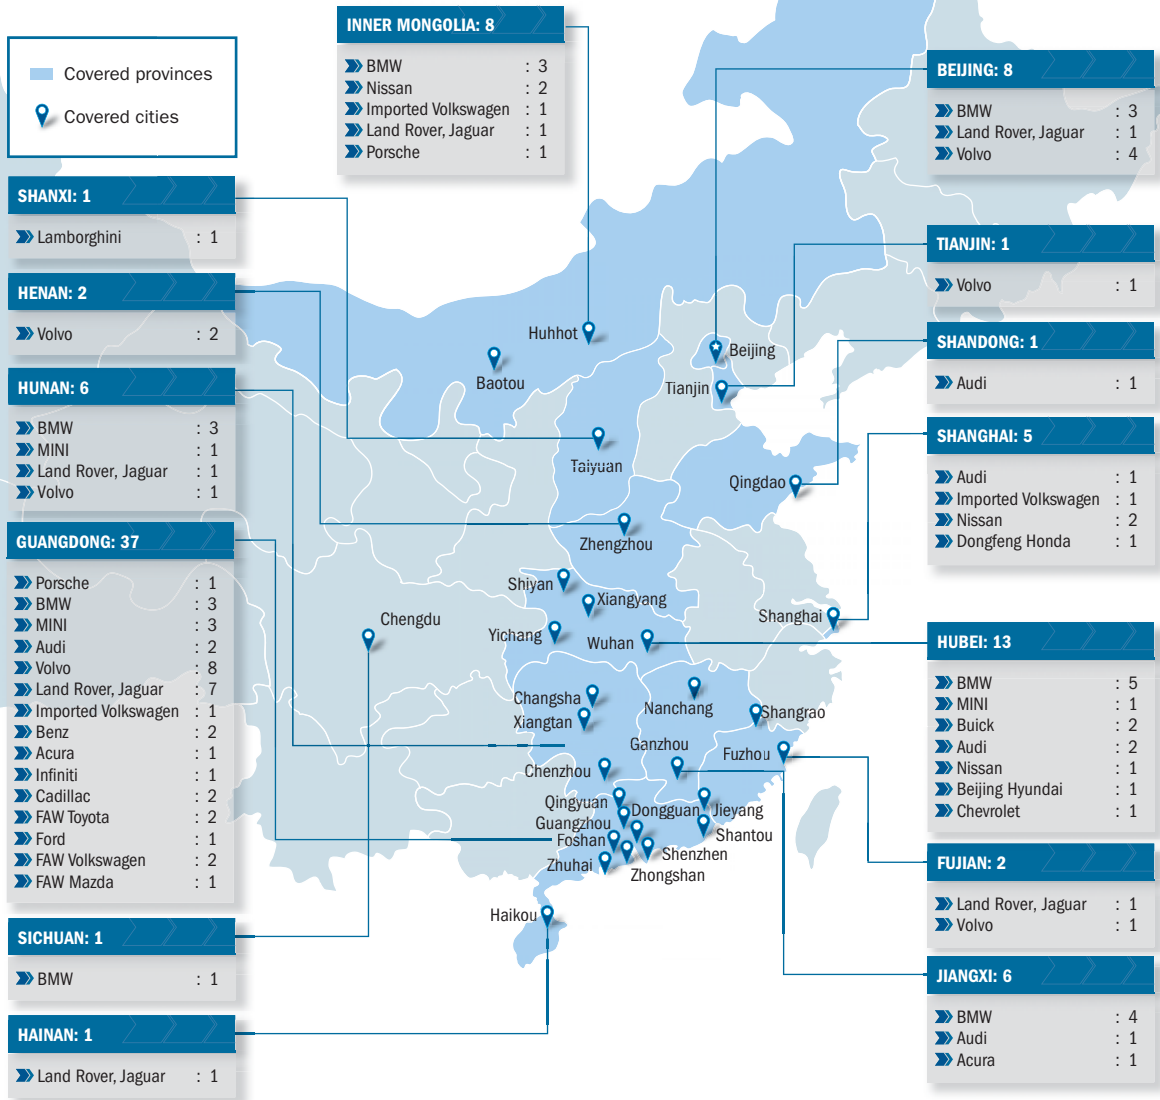 Covered provinces
Covered cities
INNER MONGOLIA: 8
BMW : 3
Nissan : 2
Imported Volkswagen : 1
Land Rover, Jaguar : 1
Porsche : 1
SHANXI: 1
Lamborghini : 1
HENAN: 2
Volvo : 2
HUNAN: 6
BMW : 3
MINI : 1
Land Rover, Jaguar : 1
Volvo : 1
GUANGDONG: 37
Porsche : 1
BMW : 3
MINI : 3
Audi : 2
Volvo : 8
Land Rover, Jaguar : 7
Imported Volkswagen : 1
Benz : 2
Acura : 1
Infiniti : 1
Cadillac : 2
FAW Toyota : 2
Ford : 1
FAW Volkswagen : 2
FAW Mazda : 1
SICHUAN: 1
BMW : 1
HAINAN: 1
Land Rover, Jaguar : 1
Huhhot
Baotou
Beijing
Tianjin
Taiyuan
Qingdao
Zhengzhou
Shiyan
Xiangyang
Chengdu
Yichang
Wuhan
Shanghai
Changsha
Xiangtan
Nanchang
Shangrao
Ganzhou
Fuzhou
Chenzhou
Qingyuan
Dongguan
Jieyang
Guangzhou
Shantou
Foshan
Shenzhen
Zhuhai
Zhongshan
Haikou
BEIJING: 8
BMW : 3
Land Rover, Jaguar : 1
Volvo : 4
TIANJIN: 1
Volvo : 1
SHANDONG: 1
Audi : 1
SHANGHAI: 5
Audi : 1
Imported Volkswagen : 1
Nissan : 2
Dongfeng Honda : 1
HUBEI: 13
BMW : 5
MINI : 1
Buick : 2
Audi : 2
Nissan : 1
Beijing Hyundai : 1
Chevrolet : 1
FUJIAN: 2
Land Rover, Jaguar : 1
Volvo : 1
JIANGXI: 6
BMW : 4
Audi : 1
Acura : 1